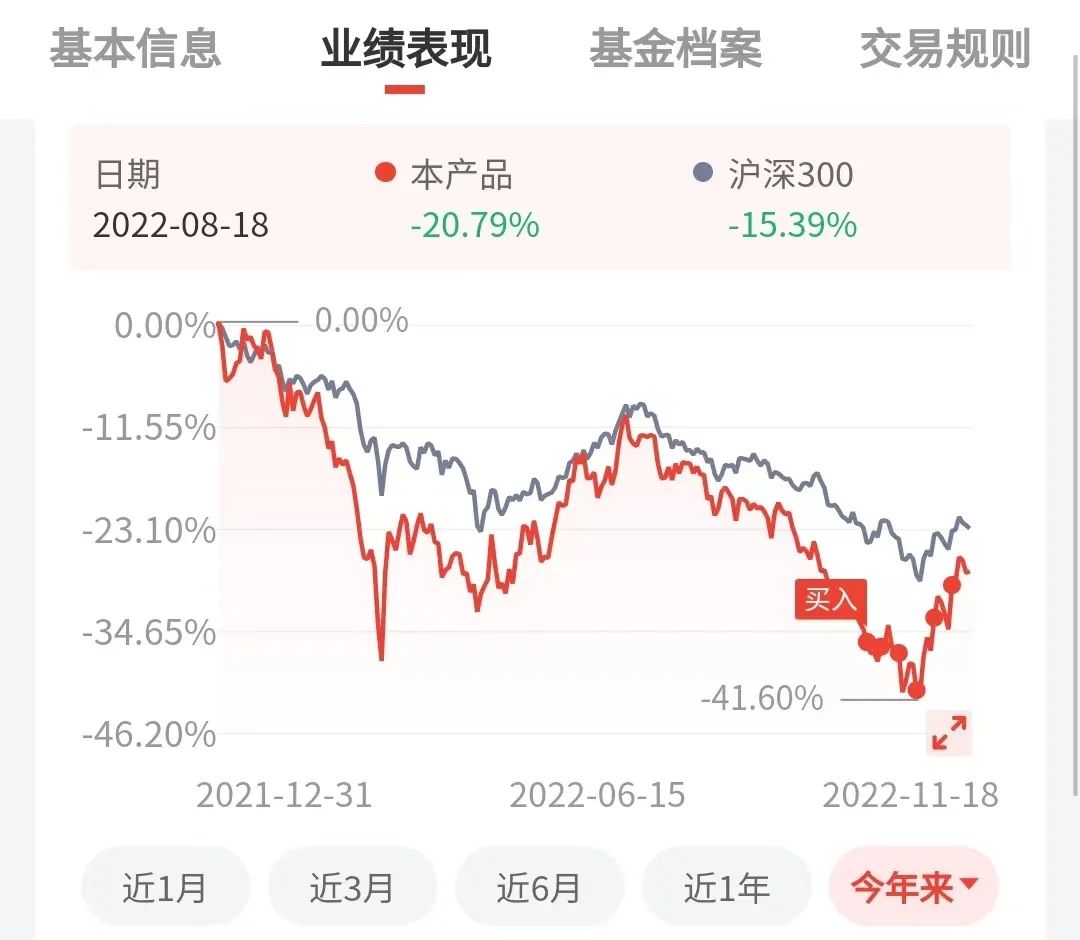 基本信息 业绩表现 基金档案 交易规则
日期 本产品 沪深300
2022-08-18 -20.79% -15.39%
0.00% 0.00%
-11.55%
-23.10%
买入
-34.65%
-41.60%
-46.20%
2021-12-31 2022-06-15 2022-11-18
近1月 近3月 近6月 近1年 今年来